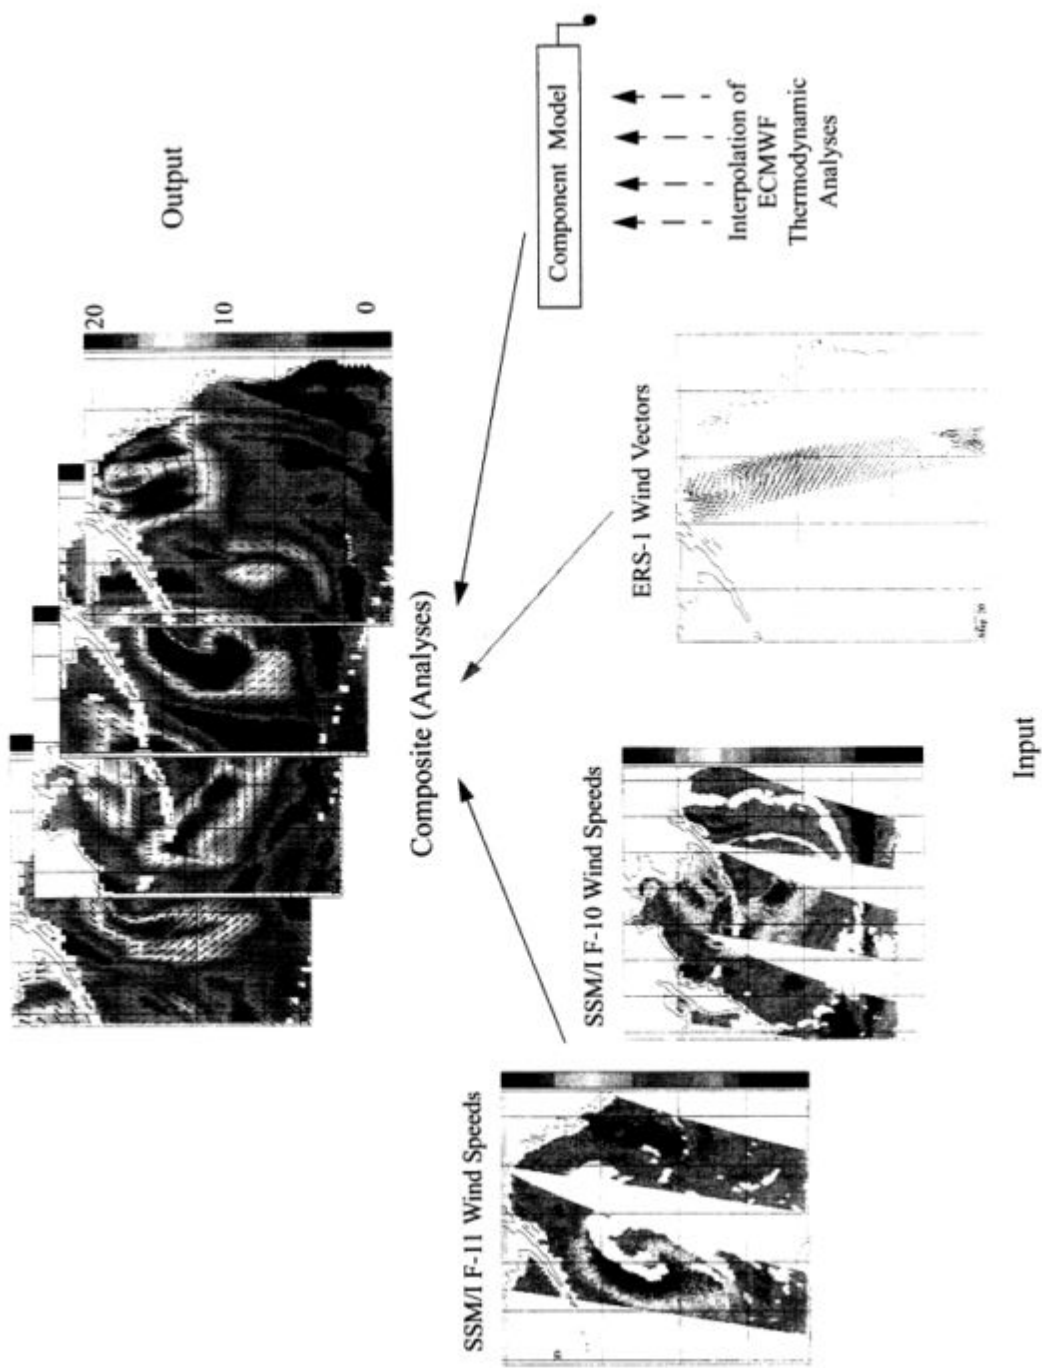 Output
20
10
0
Composite (Analyses)
Component Model
Interpolation of
ECMWF
Thermodynamic
Analyses
SSM/I F-11 Wind Speeds
SSM/I F-10 Wind Speeds
ERS-1 Wind Vectors
Input